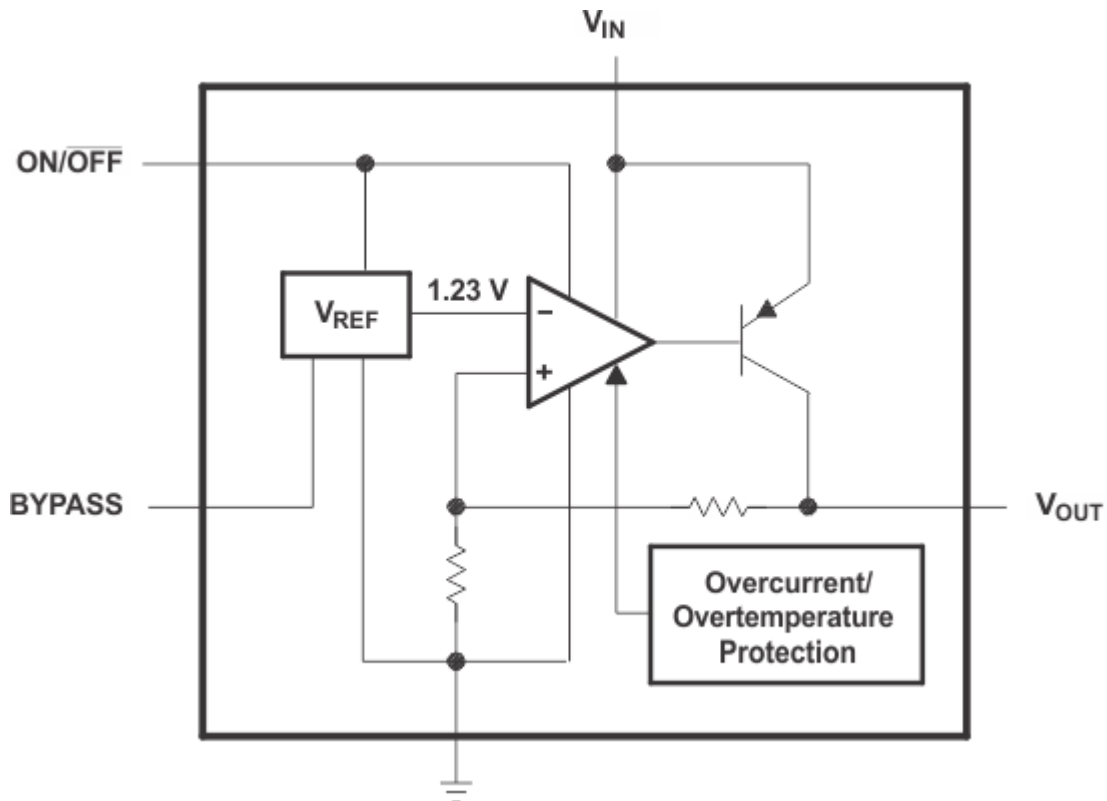 VIN
ON/OFF
1.23 V
VREF
−
+
BYPASS
VOUT
Overcurrent/
Overtemperature
Protection